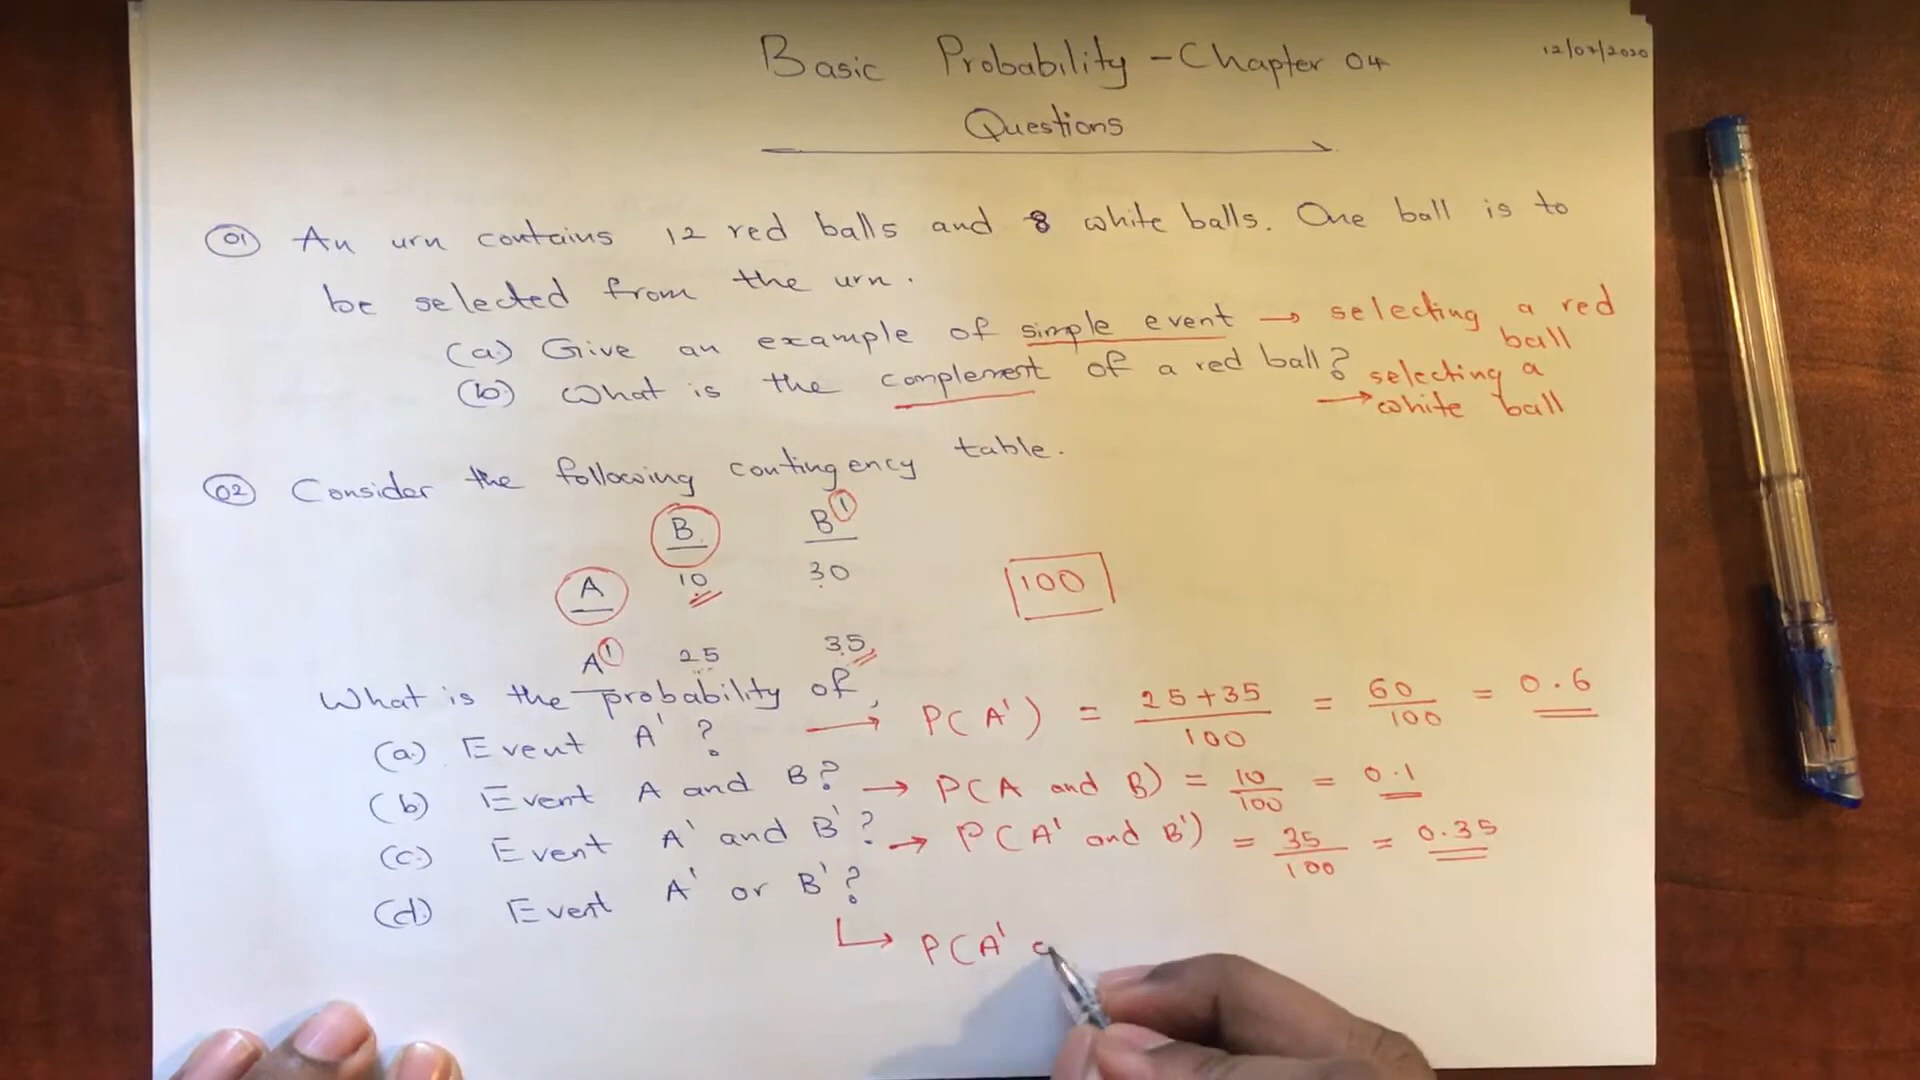 Basic Probability - Chapter 04
12/07/2020
Questions
01 An urn contains 12 red balls and 8 white balls. One ball is to
be selected from the urn.
(a) Give an example of simple event → selecting a red
ball
(b) What is the complement of a red ball? selecting a
→ white ball
02 Consider the following contingency table.
B B'
A 10 30
100
A' 25 35
What is the probability of,
(a) Event A' ? → P(A') = 25+35/100 = 60/100 = 0.6
(b) Event A and B? → P(A and B) = 10/100 = 0.1
(c) Event A' and B'? → P(A' and B') = 35/100 = 0.35
(d) Event A' or B'?
↳ P(A'